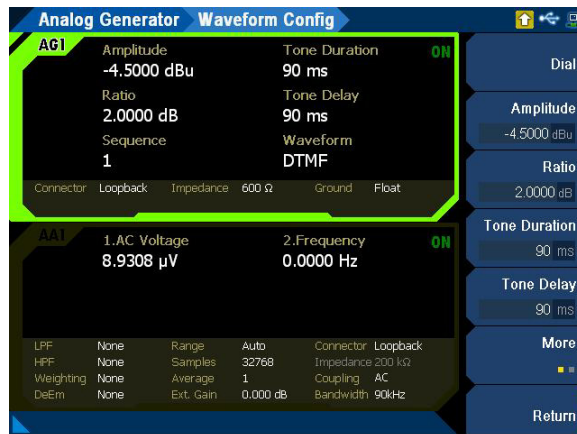 Analog Generator Waveform Config
AG1
Amplitude Tone Duration ON
-4.5000 dBu 90 ms
Ratio Tone Delay
2.0000 dB 90 ms
Sequence Waveform
1 DTMF
Connector Loopback Impedance 600 Ω Ground Float
AA1
1.AC Voltage 2.Frequency ON
8.9308 µV 0.0000 Hz
LPF None Range Auto Connector Loopback
HPF None Samples 32768 Impedance 200 kΩ
Weighting None Average 1 Coupling AC
DeEm None Ext. Gain 0.000 dB Bandwidth 90kHz
Dial
Amplitude
-4.5000 dBu
Ratio
2.0000 dB
Tone Duration
90 ms
Tone Delay
90 ms
More
Return